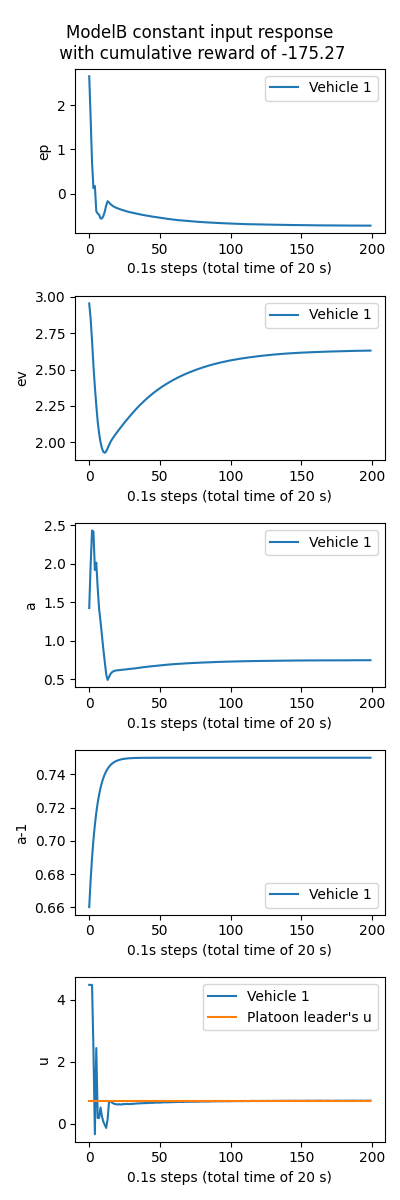 ModelB constant input response
with cumulative reward of -175.27
Vehicle 1
2
1
0
ep
0 50 100 150 200
0.1s steps (total time of 20 s)
3.00
Vehicle 1
2.75
2.50
2.25
2.00
ev
0 50 100 150 200
0.1s steps (total time of 20 s)
2.5
Vehicle 1
2.0
1.5
1.0
0.5
a
0 50 100 150 200
0.1s steps (total time of 20 s)
0.74
0.72
0.70
0.68
0.66
a-1
Vehicle 1
0 50 100 150 200
0.1s steps (total time of 20 s)
4
2
0
u
Vehicle 1
Platoon leader's u
0 50 100 150 200
0.1s steps (total time of 20 s)